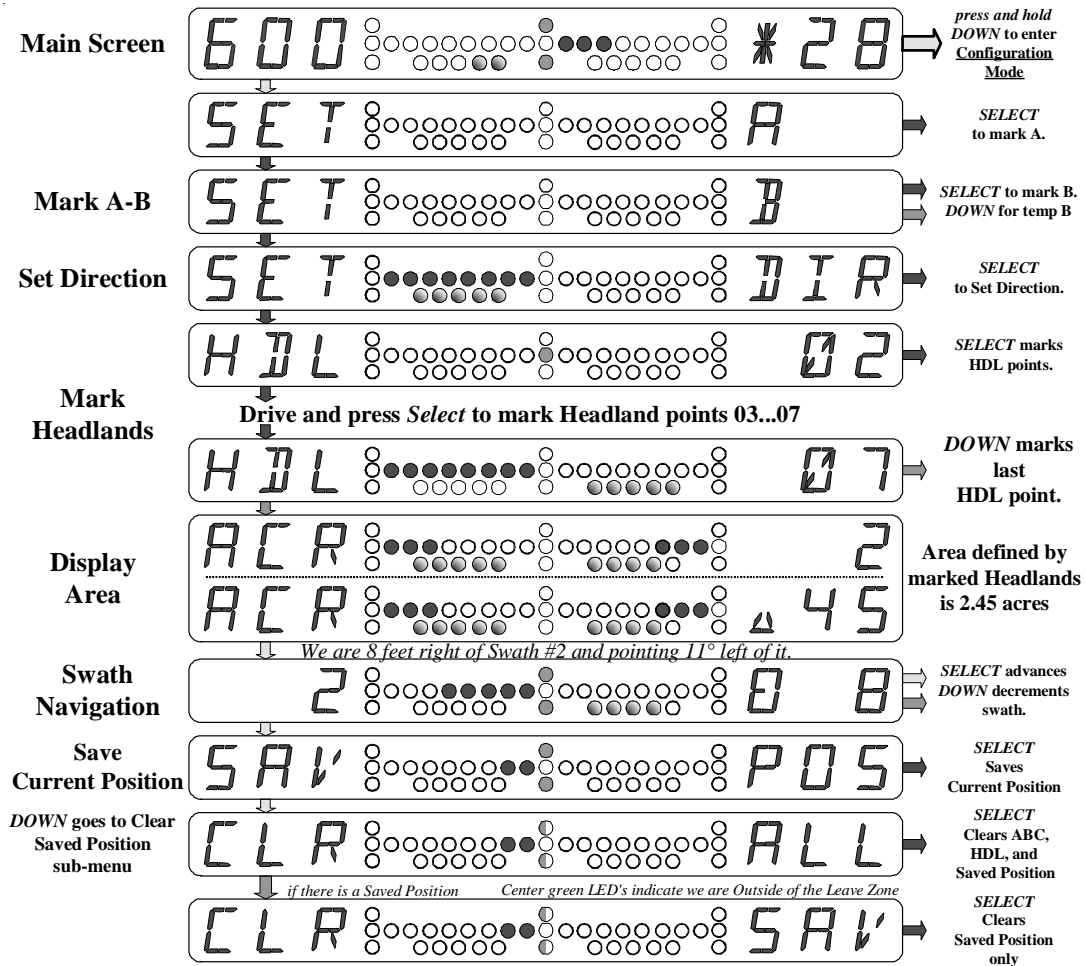 Main Screen
600 *28
press and hold
DOWN to enter
Configuration
Mode
SET A
SELECT
to mark A.
Mark A-B
SET B
SELECT to mark B.
DOWN for temp B
Set Direction
SET DIR
SELECT
to Set Direction.
Mark
Headlands
HDL 02
SELECT marks
HDL points.
Drive and press Select to mark Headland points 03...07
HDL 07
DOWN marks
last
HDL point.
Display
Area
ACR 2
ACR .45
Area defined by
marked Headlands
is 2.45 acres
We are 8 feet right of Swath #2 and pointing 11° left of it.
Swath
Navigation
2 8
SELECT advances
DOWN decrements
swath.
Save
Current Position
SAV POS
SELECT
Saves
Current Position
DOWN goes to Clear
Saved Position
sub-menu
CLR ALL
SELECT
Clears ABC,
HDL, and
Saved Position
if there is a Saved Position Center green LED's indicate we are Outside of the Leave Zone
CLR SAV
SELECT
Clears
Saved Position
only